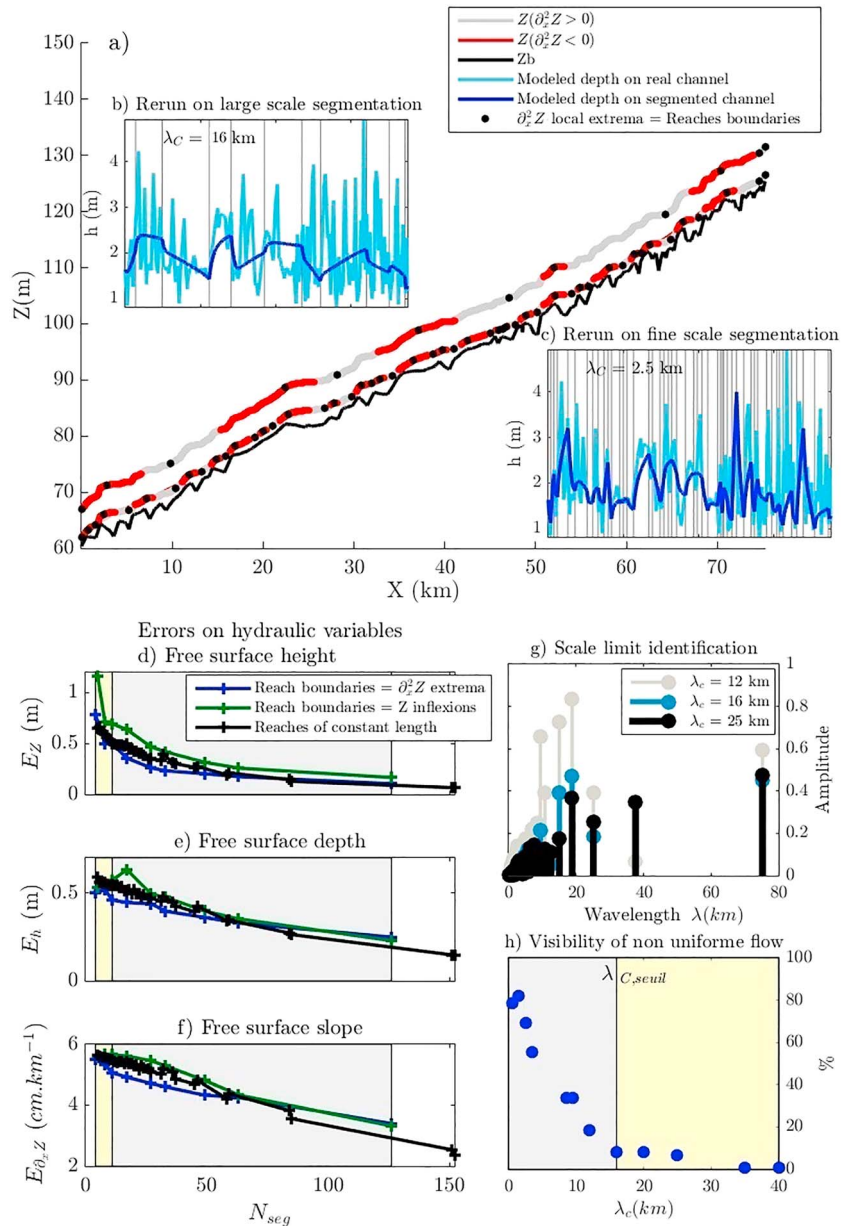 a)
Z(∂²ₓZ>0)
Z(∂²ₓZ<0)
Zb
Modeled depth on real channel
Modeled depth on segmented channel
∂²ₓZ local extrema = Reaches boundaries
150
140
130
120
110
100
90
80
70
60
Z(m)
b) Rerun on large scale segmentation
λC = 16 km
4
3
2
1
h (m)
c) Rerun on fine scale segmentation
λC = 2.5 km
4
3
2
1
h (m)
10 20 30 40 50 60 70
X (km)
Errors on hydraulic variables
d) Free surface height
Reach boundaries = ∂²ₓZ extrema
Reach boundaries = Z inflexions
Reaches of constant length
1
0.5
0
E_Z (m)
e) Free surface depth
0.5
0
E_h (m)
f) Free surface slope
6
4
2
E_∂ₓZ (cm.km⁻¹)
0 50 100 150
N_seg
g) Scale limit identification
λc = 12 km
λc = 16 km
λc = 25 km
1
0.8
0.6
0.4
0.2
0
Amplitude
0 20 40 60 80
Wavelength λ(km)
h) Visibility of non uniforme flow
λ C,seuil
100
80
60
40
20
0
%
0 10 20 30 40
λc(km)